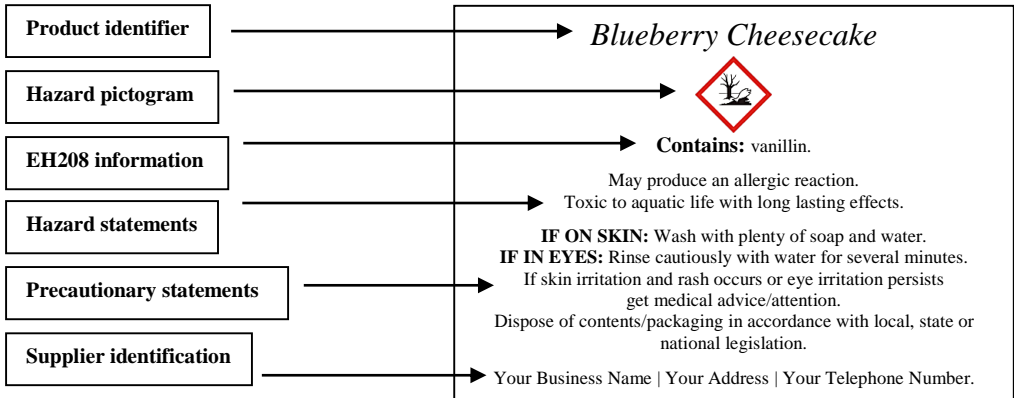 Product identifier
Hazard pictogram
EH208 information
Hazard statements
Precautionary statements
Supplier identification
Blueberry Cheesecake
Contains: vanillin.
May produce an allergic reaction.
Toxic to aquatic life with long lasting effects.
IF ON SKIN: Wash with plenty of soap and water.
IF IN EYES: Rinse cautiously with water for several minutes.
If skin irritation and rash occurs or eye irritation persists
get medical advice/attention.
Dispose of contents/packaging in accordance with local, state or
national legislation.
Your Business Name | Your Address | Your Telephone Number.